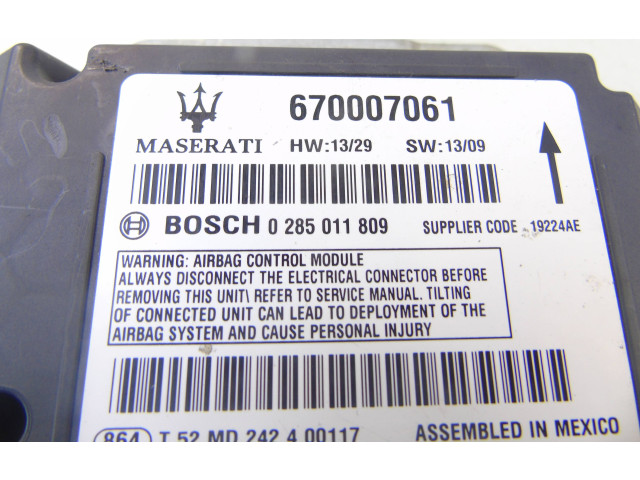 670007061
MASERATI HW:13/29 SW:13/09
BOSCH 0 285 011 809 SUPPLIER CODE 19224AE
WARNING: AIRBAG CONTROL MODULE
ALWAYS DISCONNECT THE ELECTRICAL CONNECTOR BEFORE
REMOVING THIS UNIT\ REFER TO SERVICE MANUAL. TILTING
OF CONNECTED UNIT CAN LEAD TO DEPLOYMENT OF THE
AIRBAG SYSTEM AND CAUSE PERSONAL INJURY
864 T 52 MD 242 4 00117 ASSEMBLED IN MEXICO